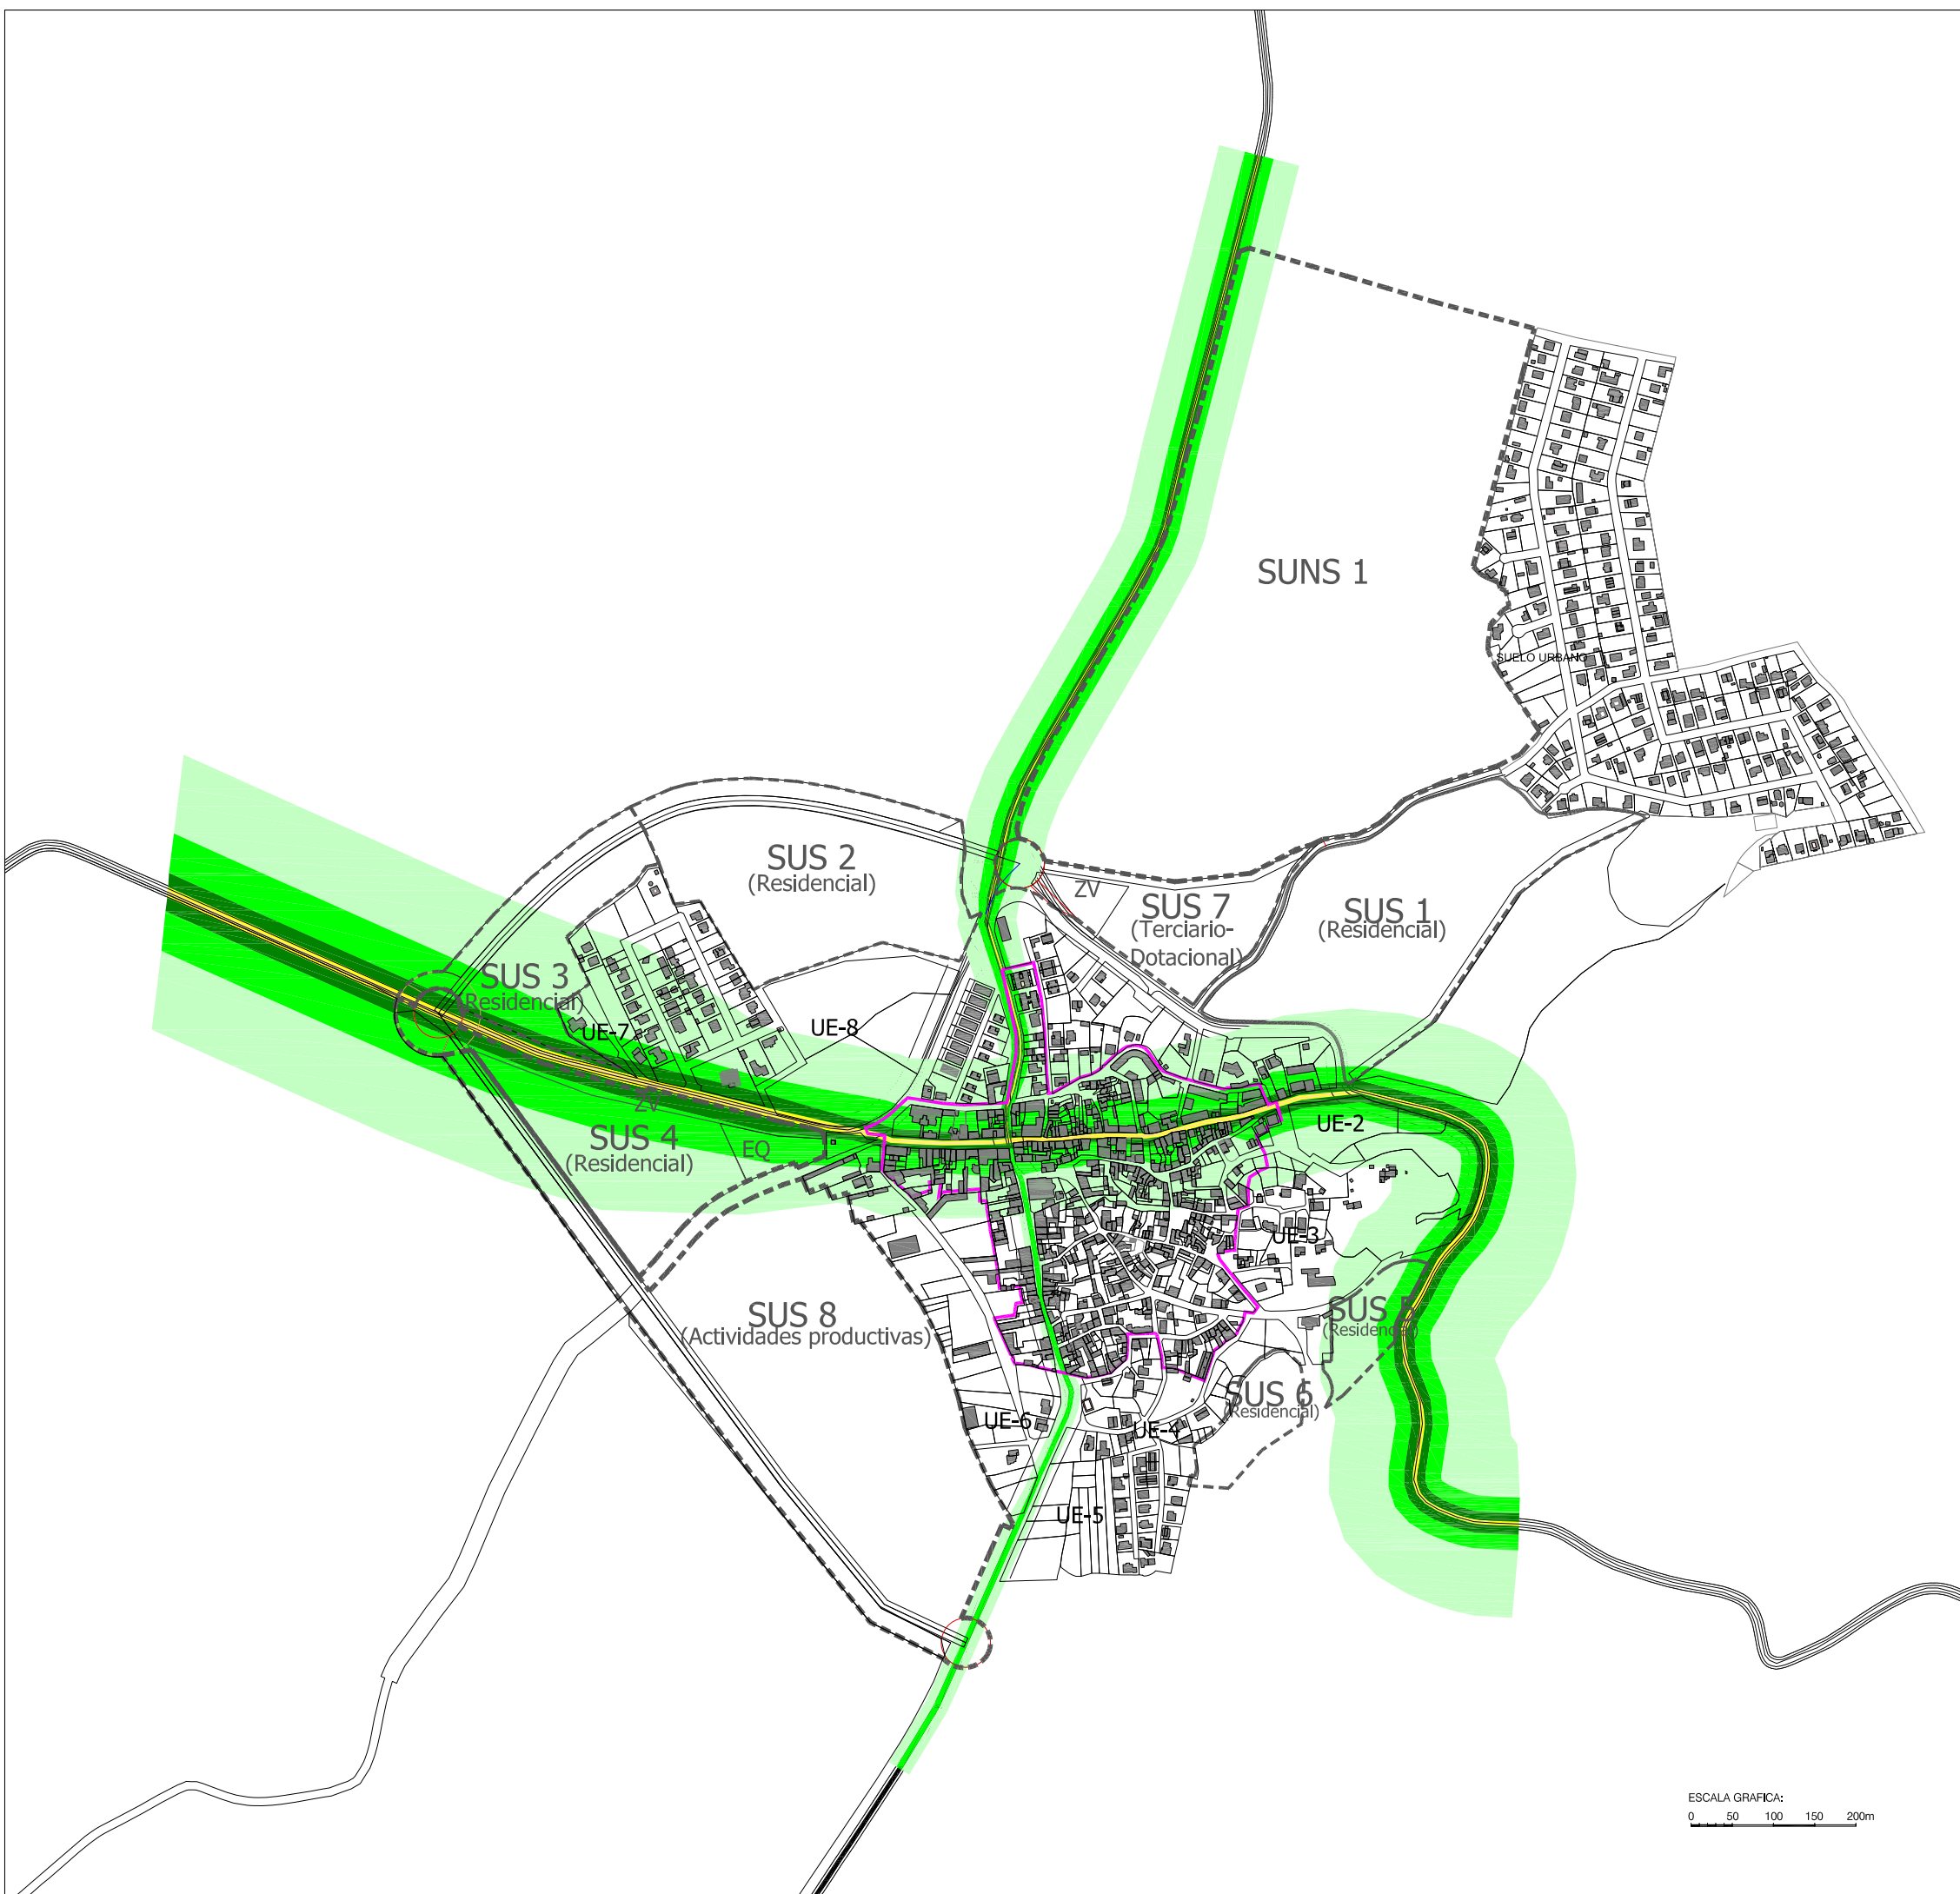 SUNS 1
SUELO URBANO
SUS 2
(Residencial)
ZV
SUS 7
(Terciario-
Dotacional)
SUS 1
(Residencial)
SUS 3
(Residencial)
UE-7
UE-8
ZV
SUS 4
(Residencial)
EQ
UE-2
UE-3
SUS 8
(Actividades productivas)
SUS 5
(Residencial)
SUS 6
(Residencial)
UE-6
UE-4
UE-5
ESCALA GRAFICA:
0 50 100 150 200m